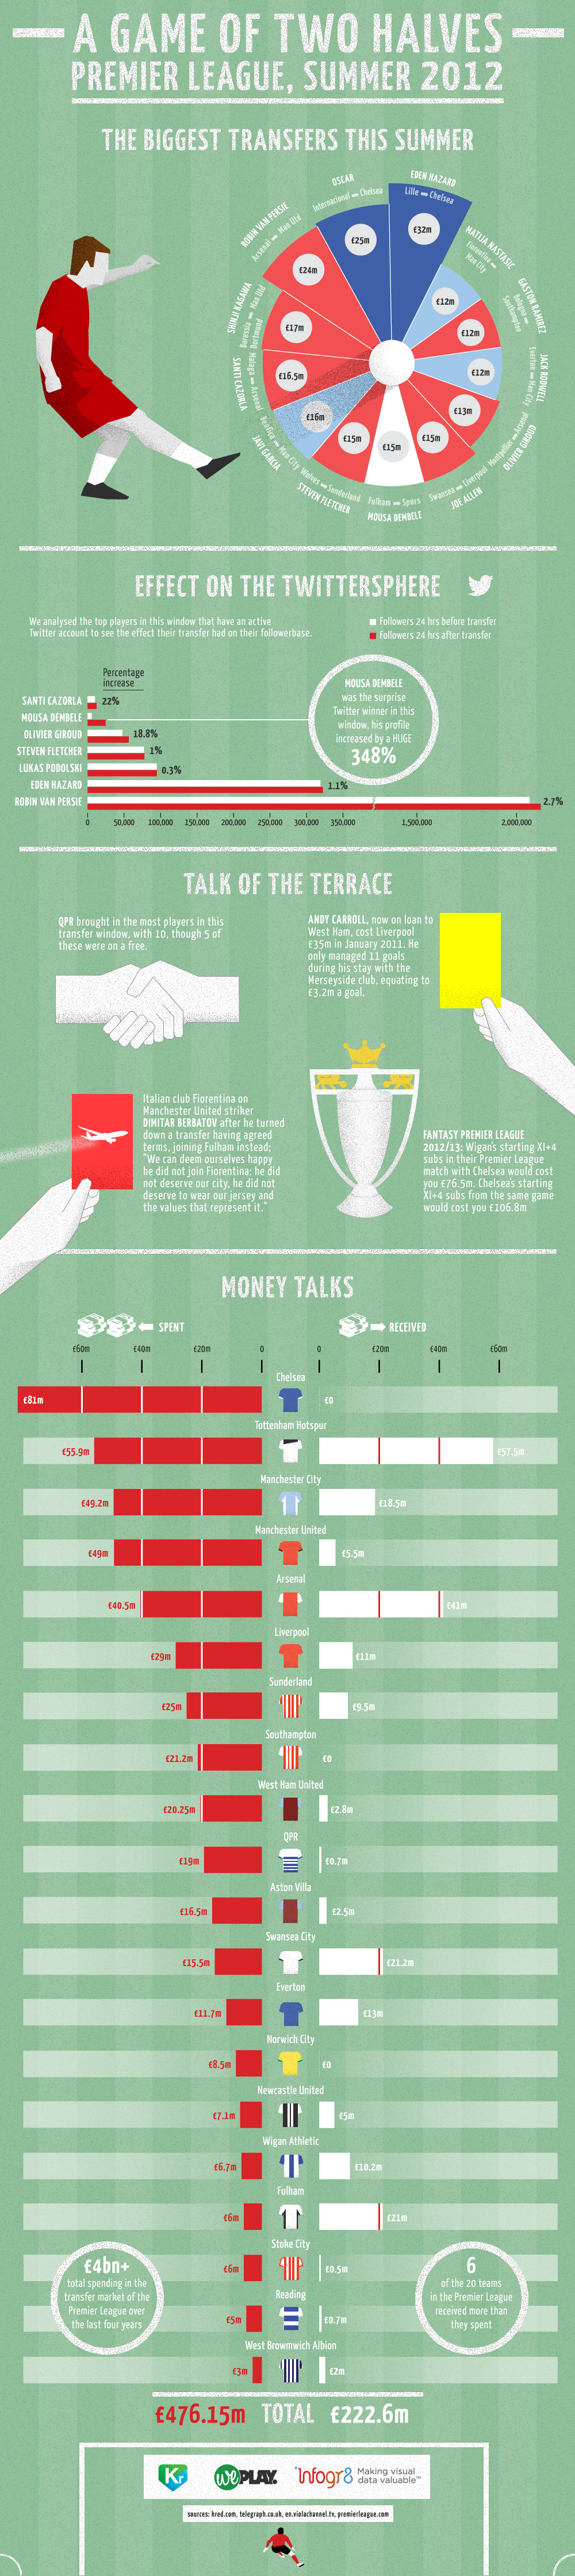 A GAME OF TWO HALVES
PREMIER LEAGUE, SUMMER 2012
THE BIGGEST TRANSFERS THIS SUMMER
EDEN HAZARD
Lille Chelsea
£32m
OSCAR
Internacional Chelsea
£25m
ROBIN VAN PERSIE
Arsenal Man Utd
£24m
SHINJI KAGAWA
Borussia Dortmund Man Utd
£17m
SANTI CAZORLA
Malaga Arsenal
£16.5m
JAVI GARCIA
Benfica Man City
£16m
STEVEN FLETCHER
Wolves Sunderland
£15m
MOUSA DEMBELE
Fulham Spurs
£15m
JOE ALLEN
Swansea Liverpool
£15m
OLIVIER GIROUD
Montpellier Arsenal
£13m
JACK RODWELL
Everton Man City
£12m
GASTON RAMIREZ
Bologna Southampton
£12m
MATIJA NASTASIC
Fiorentina Man City
£12m
EFFECT ON THE TWITTERSPHERE
We analysed the top players in this window that have an active
Twitter account to see the effect their transfer had on their followerbase.
Followers 24 hrs before transfer
Followers 24 hrs after transfer
Percentage
increase
SANTI CAZORLA 22%
MOUSA DEMBELE
OLIVIER GIROUD 18.8%
STEVEN FLETCHER 1%
LUKAS PODOLSKI 0.3%
EDEN HAZARD 1.1%
ROBIN VAN PERSIE 2.7%
0 50,000 100,000 150,000 200,000 250,000 300,000 350,000 1,500,000 2,000,000
MOUSA DEMBELE
was the surprise
Twitter winner in this
window, his profile
increased by a HUGE
348%
TALK OF THE TERRACE
QPR brought in the most players in this
transfer window, with 10, though 5 of
these were on a free.
ANDY CARROLL, now on loan to
West Ham, cost Liverpool
£35m in January 2011. He
only managed 11 goals
during his stay with the
Merseyside club, equating to
£3.2m a goal.
Italian club Fiorentina on
Manchester United striker
DIMITAR BERBATOV after he turned
down a transfer having agreed
terms, joining Fulham instead:
"We can deem ourselves happy
he did not join Fiorentina: he did
not deserve our city, he did not
deserve to wear our jersey and
the values that represent it."
FANTASY PREMIER LEAGUE
2012/13: Wigan's starting XI+4
subs in their Premier League
match with Chelsea would cost
you £76.5m. Chelsea's starting
XI+4 subs from the same game
would cost you £106.8m
MONEY TALKS
SPENT
RECEIVED
£60m £40m £20m 0 0 £20m £40m £60m
Chelsea
£81m £0
Tottenham Hotspur
£55.9m £57.5m
Manchester City
£49.2m £18.5m
Manchester United
£49m £5.5m
Arsenal
£40.5m £41m
Liverpool
£29m £11m
Sunderland
£25m £9.5m
Southampton
£21.2m £0
West Ham United
£20.25m £2.8m
QPR
£19m £0.7m
Aston Villa
£16.5m £2.5m
Swansea City
£15.5m £21.2m
Everton
£11.7m £13m
Norwich City
£8.5m £0
Newcastle United
£7.1m £5m
Wigan Athletic
£6.7m £10.2m
Fulham
£6m £21m
Stoke City
£6m £0.5m
Reading
£5m £0.7m
West Bromwich Albion
£3m £2m
£4bn+
total spending in the
transfer market of the
Premier League over
the last four years
6
of the 20 teams
in the Premier League
received more than
they spent
£476.15m TOTAL £222.6m
Kr
wePLAY.
infogr8 Making visual
data valuable™
sources: kred.com, telegraph.co.uk, en.violachannel.tv, premierleague.com